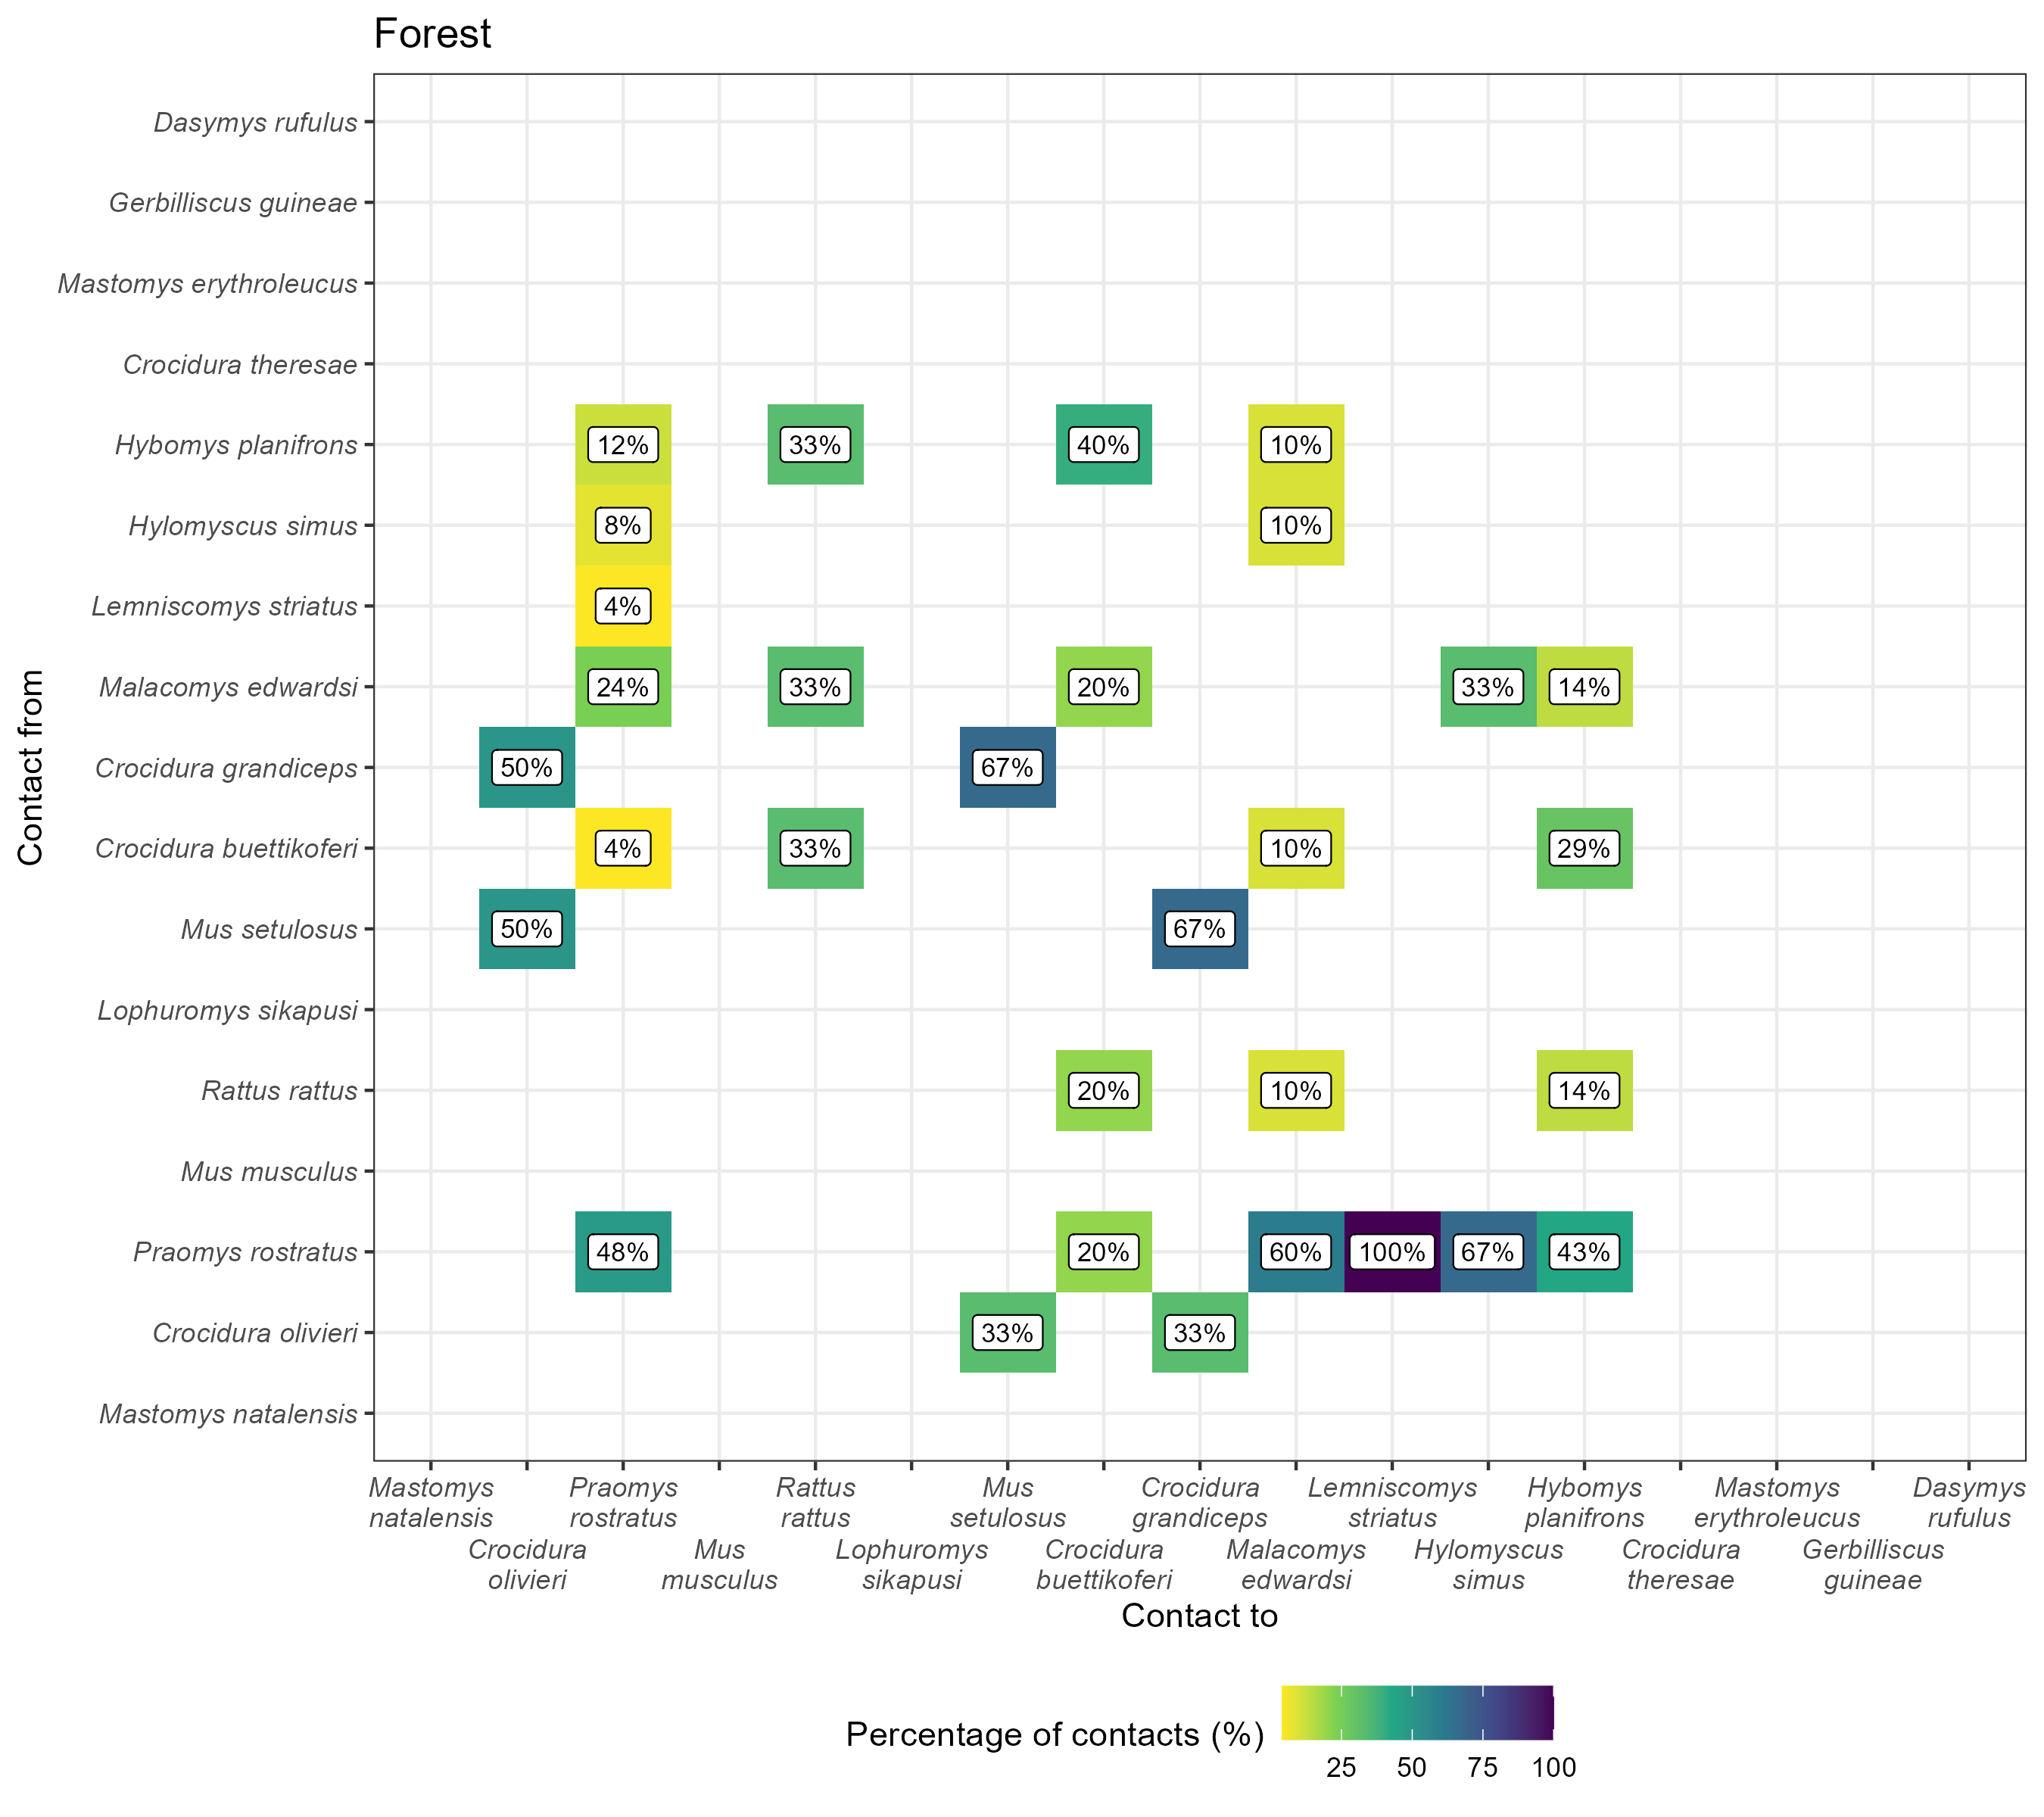 Forest
Contact from
Dasymys rufulus
Gerbilliscus guineae
Mastomys erythroleucus
Crocidura theresae
Hybomys planifrons
12% 33% 40% 10%
Hylomyscus simus
8% 10%
Lemniscomys striatus
4%
Malacomys edwardsi
24% 33% 20% 33% 14%
Crocidura grandiceps
50% 67%
Crocidura buettikoferi
4% 33% 10% 29%
Mus setulosus
50% 67%
Lophuromys sikapusi
Rattus rattus
20% 10% 14%
Mus musculus
Praomys rostratus
48% 20% 60% 100% 67% 43%
Crocidura olivieri
33% 33%
Mastomys natalensis
Mastomys Praomys Rattus Mus Crocidura Lemniscomys Hybomys Mastomys Dasymys
natalensis rostratus rattus setulosus grandiceps striatus planifrons erythroleucus rufulus
Crocidura Mus Lophuromys Crocidura Malacomys Hylomyscus Crocidura Gerbilliscus
olivieri musculus sikapusi buettikoferi edwardsi simus theresae guineae
Contact to
Percentage of contacts (%)
25 50 75 100